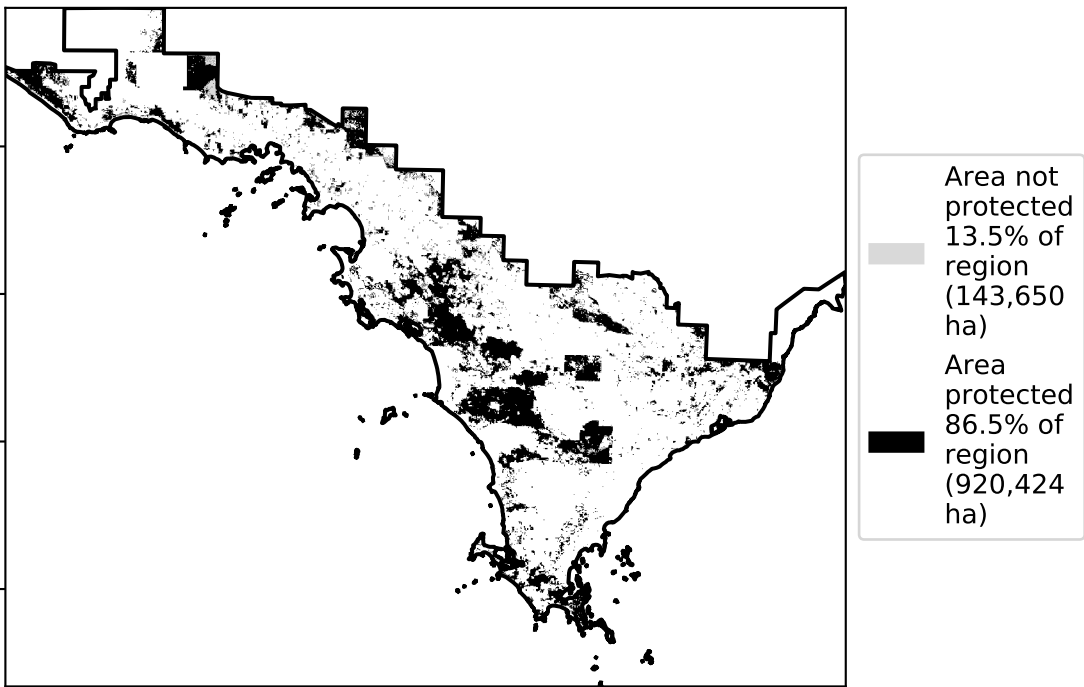 Area not
protected
13.5% of
region
(143,650
ha)
Area
protected
86.5% of
region
(920,424
ha)